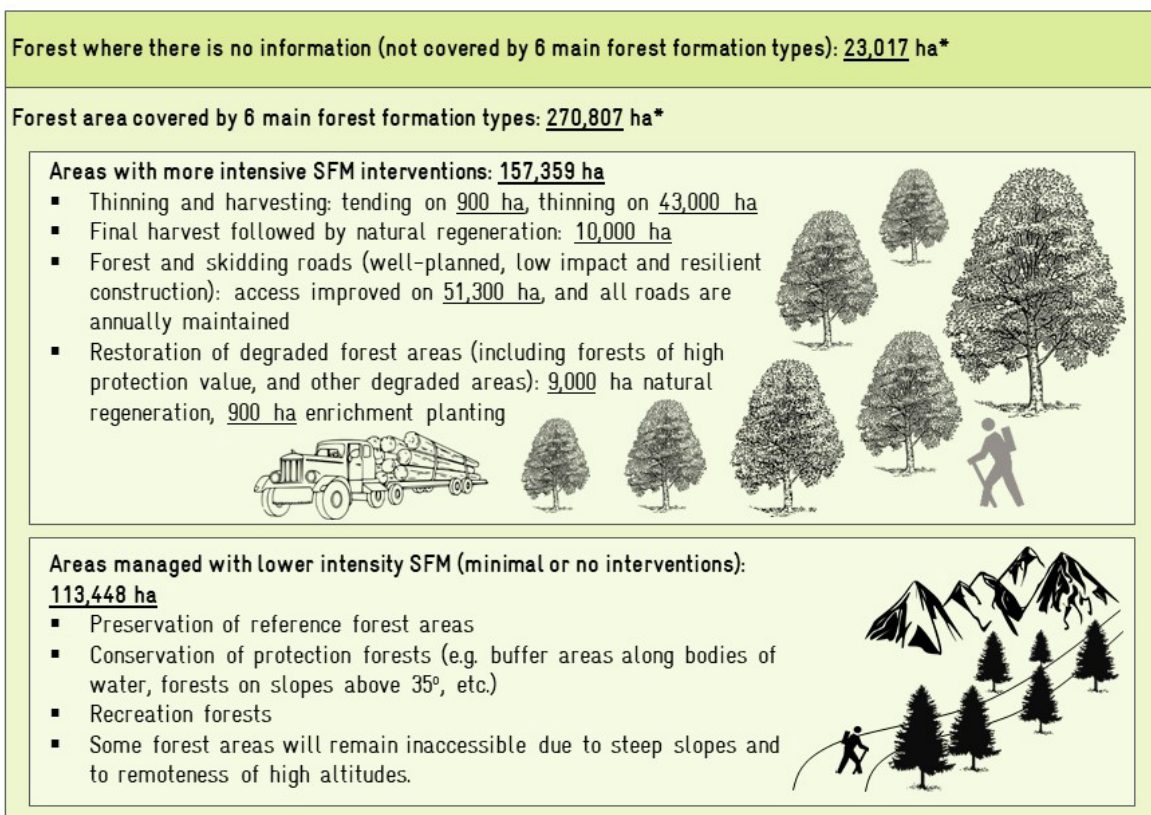 Forest where there is no information (not covered by 6 main forest formation types): 23,017 ha*
Forest area covered by 6 main forest formation types: 270,807 ha*
Areas with more intensive SFM interventions: 157,359 ha
▪ Thinning and harvesting: tending on 900 ha, thinning on 43,000 ha
▪ Final harvest followed by natural regeneration: 10,000 ha
▪ Forest and skidding roads (well-planned, low impact and resilient
construction): access improved on 51,300 ha, and all roads are
annually maintained
▪ Restoration of degraded forest areas (including forests of high
protection value, and other degraded areas): 9,000 ha natural
regeneration, 900 ha enrichment planting
Areas managed with lower intensity SFM (minimal or no interventions):
113,448 ha
▪ Preservation of reference forest areas
▪ Conservation of protection forests (e.g. buffer areas along bodies of
water, forests on slopes above 35º, etc.)
▪ Recreation forests
▪ Some forest areas will remain inaccessible due to steep slopes and
to remoteness of high altitudes.